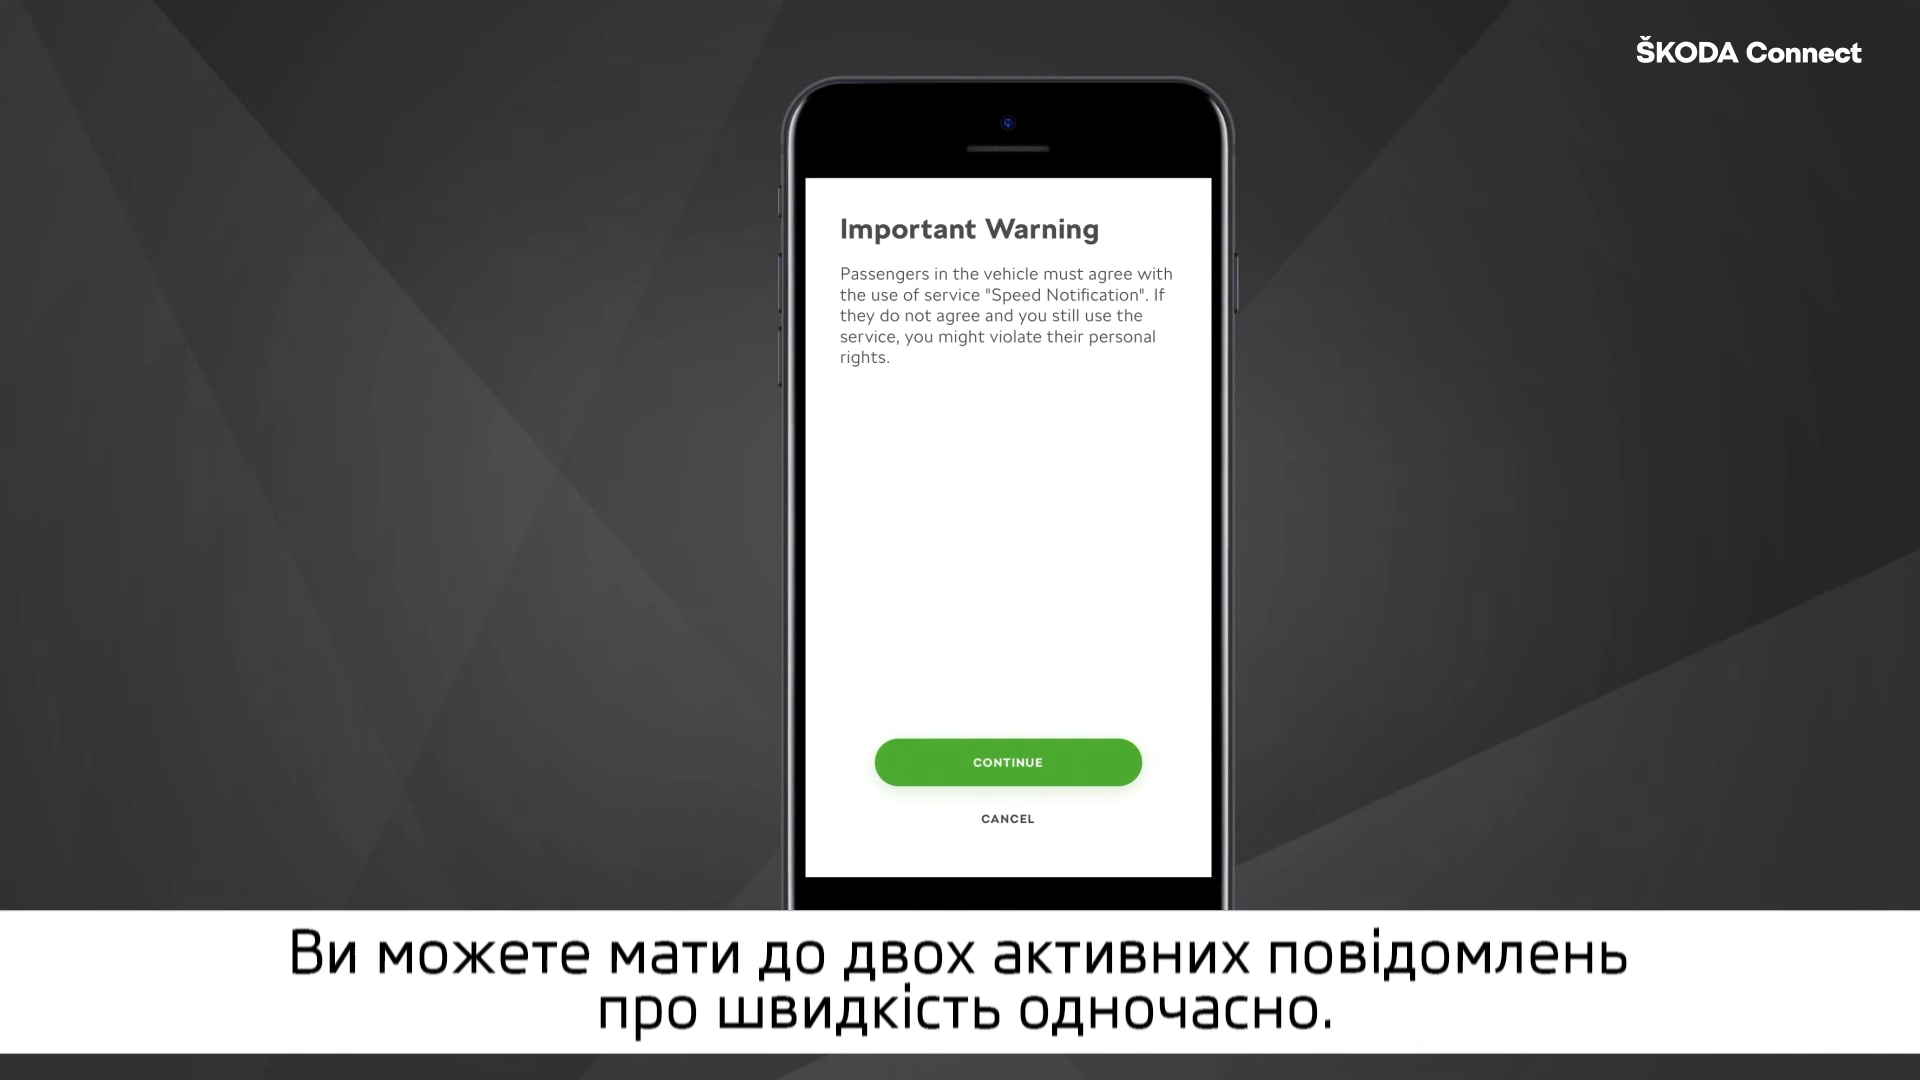 ŠKODA Connect
Important Warning
Passengers in the vehicle must agree with
the use of service "Speed Notification". If
they do not agree and you still use the
service, you might violate their personal
rights.
CONTINUE
CANCEL
Ви можете мати до двох активних повідомлень
про швидкість одночасно.